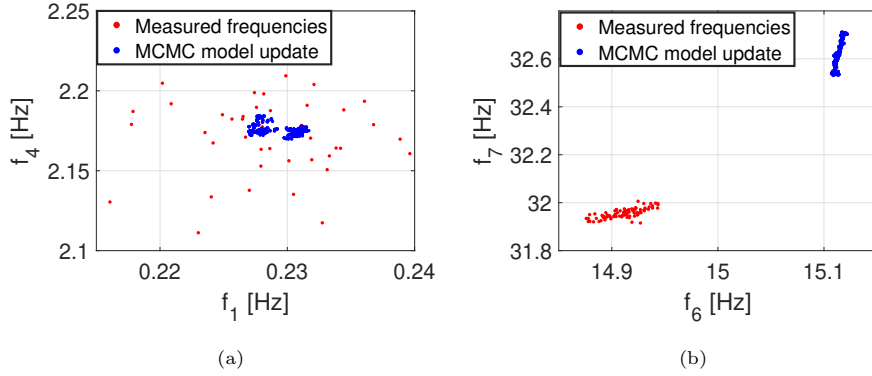 2.25
Measured frequencies
MCMC model update
2.2
2.15
2.1
f4 [Hz]
0.22 0.23 0.24
f1 [Hz]
(a)
Measured frequencies
MCMC model update
32.6
32.4
32.2
32
31.8
f7 [Hz]
14.9 15 15.1
f6 [Hz]
(b)